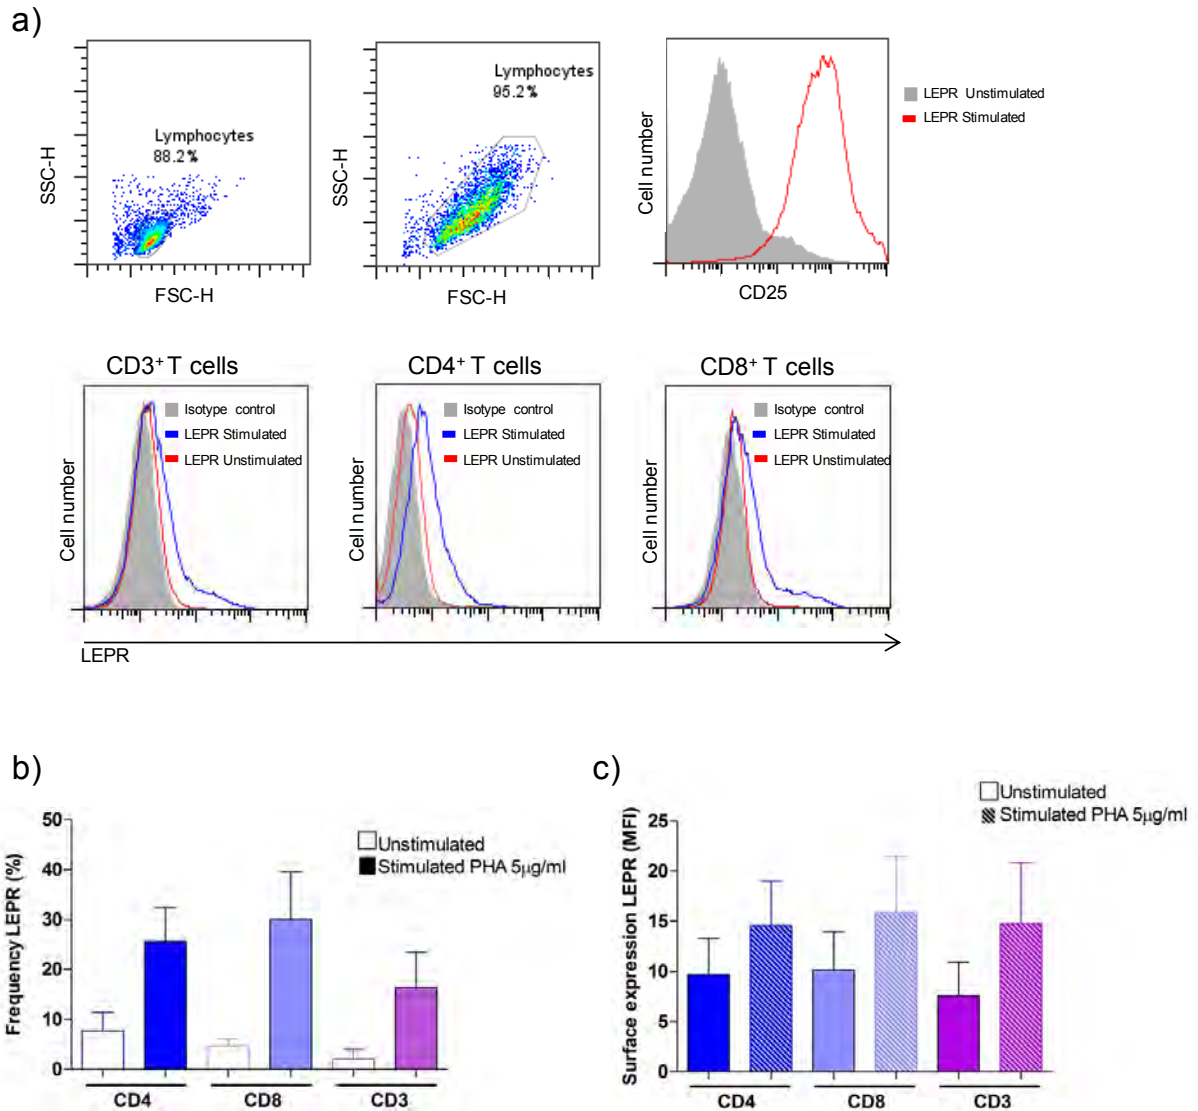 a)
Lymphocytes
88.2%
SSC-H
FSC-H
Lymphocytes
95.2%
SSC-H
FSC-H
Cell number
CD25
LEPR Unstimulated
LEPR Stimulated
CD3+ T cells
Cell number
Isotype control
LEPR Stimulated
LEPR Unstimulated
CD4+ T cells
Cell number
Isotype control
LEPR Stimulated
LEPR Unstimulated
CD8+ T cells
Cell number
Isotype control
LEPR Stimulated
LEPR Unstimulated
LEPR
b)
Frequency LEPR (%)
50
40
30
20
10
0
Unstimulated
Stimulated PHA 5µg/ml
CD4
CD8
CD3
c)
Surface expression LEPR (MFI)
25
20
15
10
5
0
Unstimulated
Stimulated PHA 5µg/ml
CD4
CD8
CD3